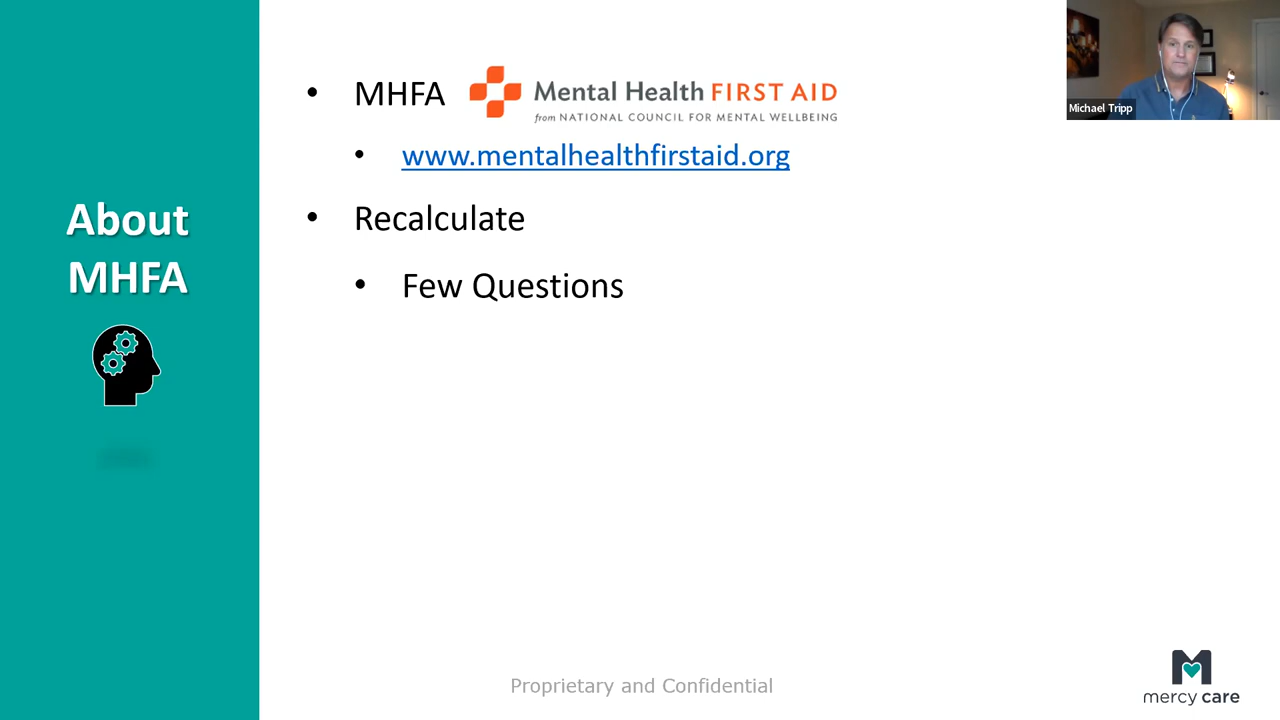 About
MHFA
MHFA
Mental Health FIRST AID
from NATIONAL COUNCIL FOR MENTAL WELLBEING
www.mentalhealthfirstaid.org
Recalculate
Few Questions
Michael Tripp
Proprietary and Confidential
mercy care